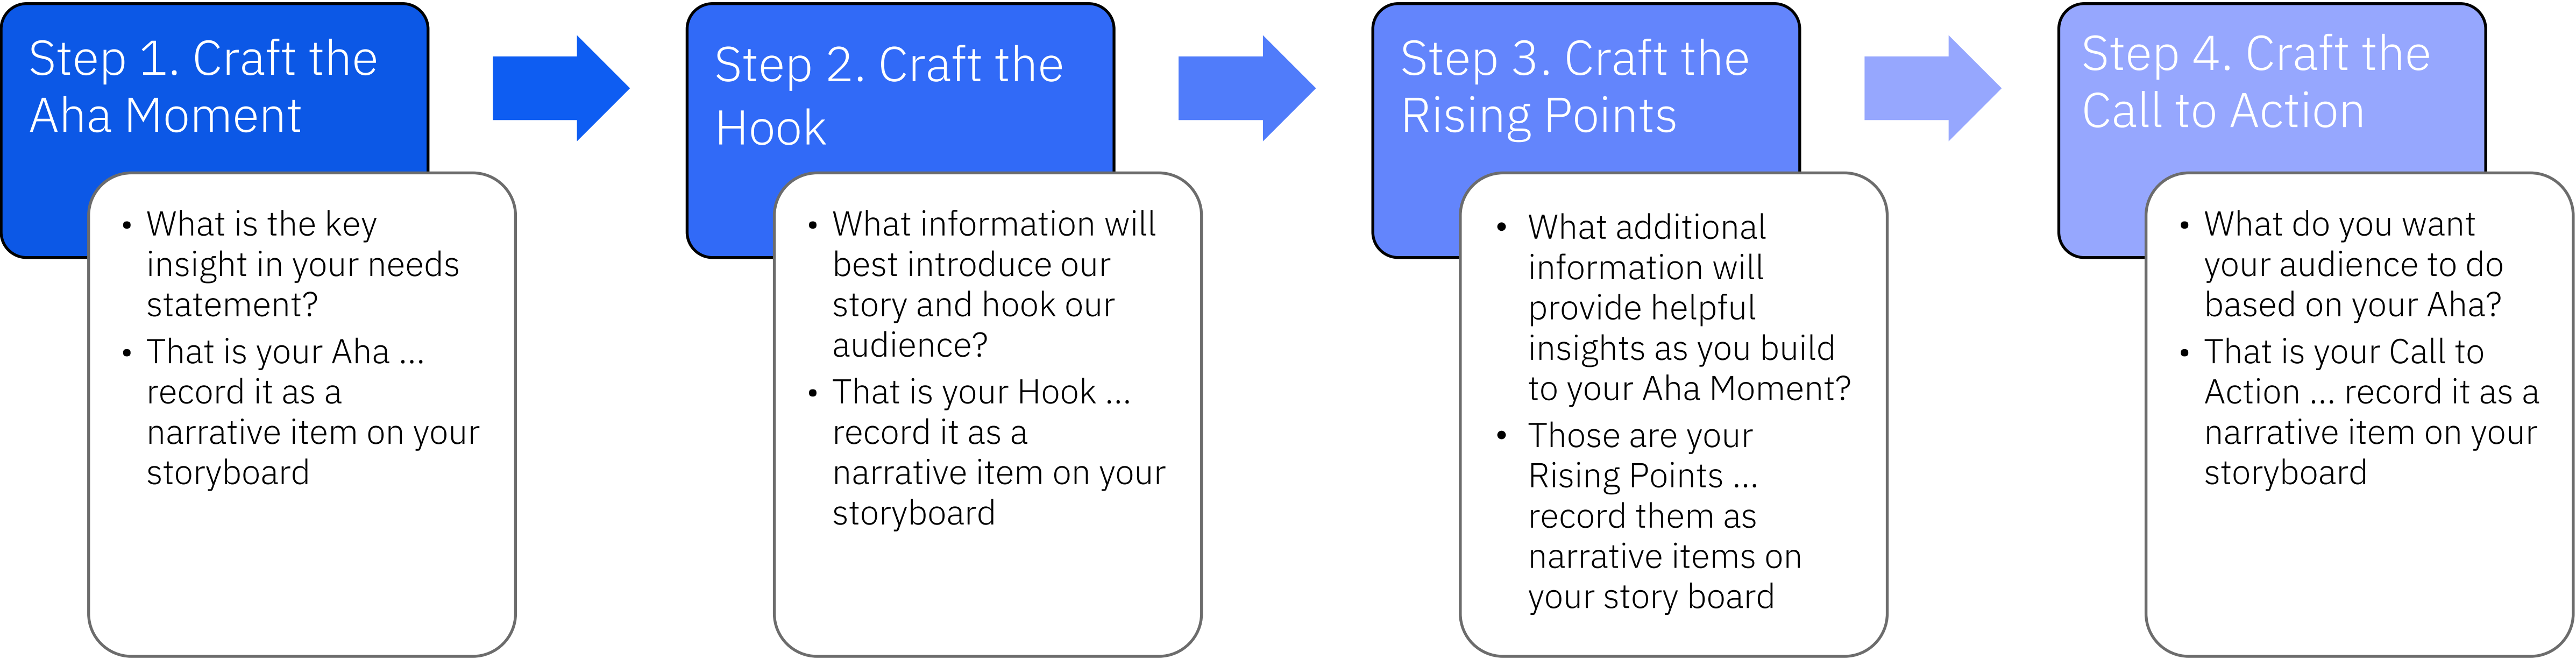 Step 1. Craft the
Aha Moment
• What is the key
insight in your needs
statement?
• That is your Aha ...
record it as a
narrative item on your
storyboard
Step 2. Craft the
Hook
• What information will
best introduce our
story and hook our
audience?
• That is your Hook ...
record it as a
narrative item on your
storyboard
Step 3. Craft the
Rising Points
• What additional
information will
provide helpful
insights as you build
to your Aha Moment?
• Those are your
Rising Points ...
record them as
narrative items on
your story board
Step 4. Craft the
Call to Action
• What do you want
your audience to do
based on your Aha?
• That is your Call to
Action ... record it as a
narrative item on your
storyboard